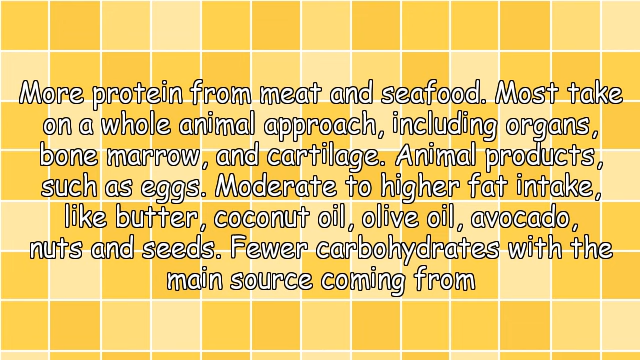 More protein from meat and seafood. Most take
on a whole animal approach, including organs,
bone marrow, and cartilage. Animal products,
such as eggs. Moderate to higher fat intake,
like butter, coconut oil, olive oil, avocado,
nuts and seeds. Fewer carbohydrates with the
main source coming from